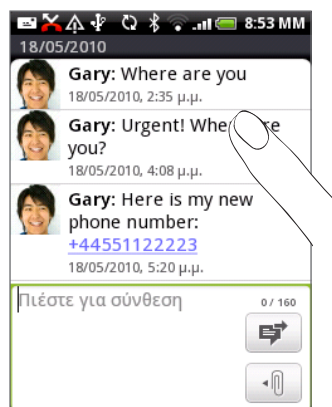 8:53 MM
18/05/2010
Gary: Where are you
18/05/2010, 2:35 μ.μ.
Gary: Urgent!
you?
18/05/2010, 4:08 μ.μ.
Gary: Here is my new
phone number:
+44551122223
18/05/2010, 5:20 μ.μ.
Πιέστε για σύνθεση
0 / 160